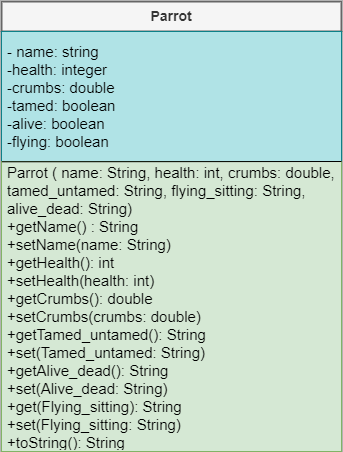 Parrot
- name: string
-health: integer
-crumbs: double
-tamed: boolean
-alive: boolean
-flying: boolean
Parrot ( name: String, health: int, crumbs: double,
tamed_untamed: String, flying_sitting: String,
alive_dead: String)
+getName() : String
+setName(name: String)
+getHealth(): int
+setHealth(health: int)
+getCrumbs(): double
+setCrumbs(crumbs: double)
+getTamed_untamed(): String
+set(Tamed_untamed: String)
+getAlive_dead(): String
+set(Alive_dead: String)
+get(Flying_sitting): String
+set(Flying_sitting: String)
+toString(): String